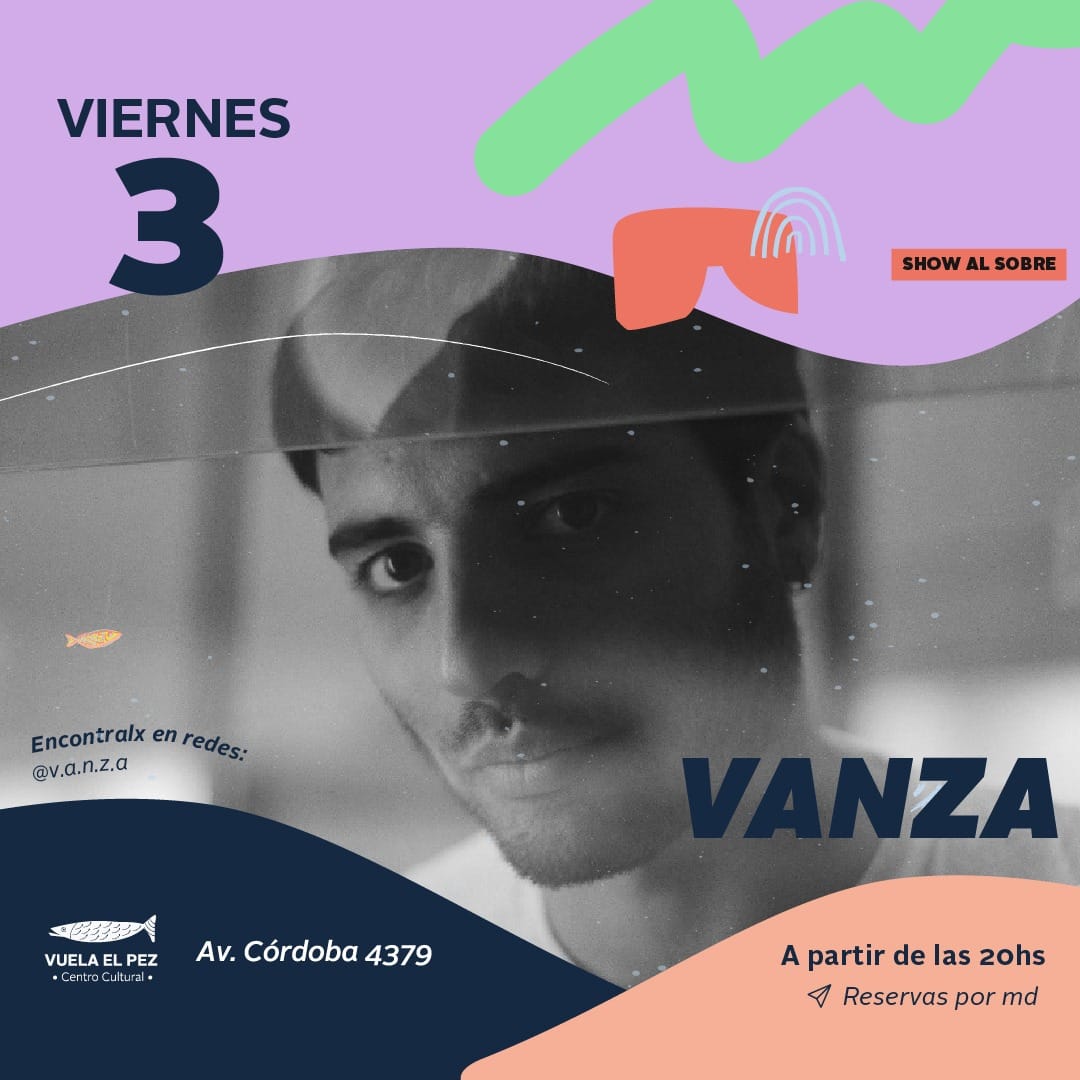 VIERNES
3
SHOW AL SOBRE
Encontralx en redes:
@v.a.n.z.a
VANZA
VUELA EL PEZ
• Centro Cultural •
Av. Córdoba 4379
A partir de las 20hs
Reservas por md